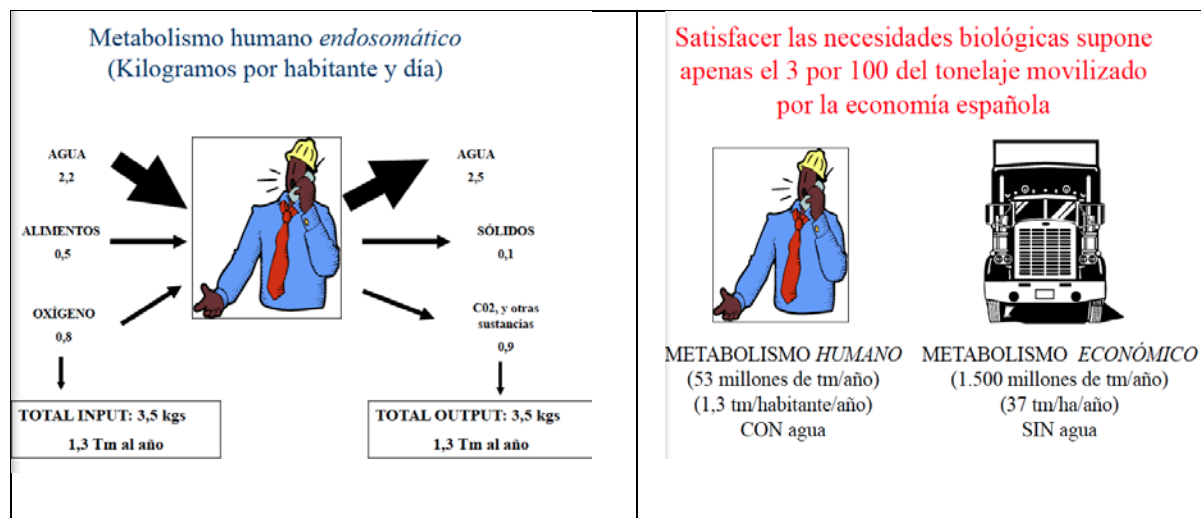 Metabolismo humano endosomático
(Kilogramos por habitante y día)
AGUA
2,2
AGUA
2,5
ALIMENTOS
0,5
SÓLIDOS
0,1
OXÍGENO
0,8
C02, y otras
sustancias
0,9
TOTAL INPUT: 3,5 kgs
1,3 Tm al año
TOTAL OUTPUT: 3,5 kgs
1,3 Tm al año
Satisfacer las necesidades biológicas supone
apenas el 3 por 100 del tonelaje movilizado
por la economía española
METABOLISMO HUMANO
(53 millones de tm/año)
(1,3 tm/habitante/año)
CON agua
METABOLISMO ECONÓMICO
(1.500 millones de tm/año)
(37 tm/ha/año)
SIN agua